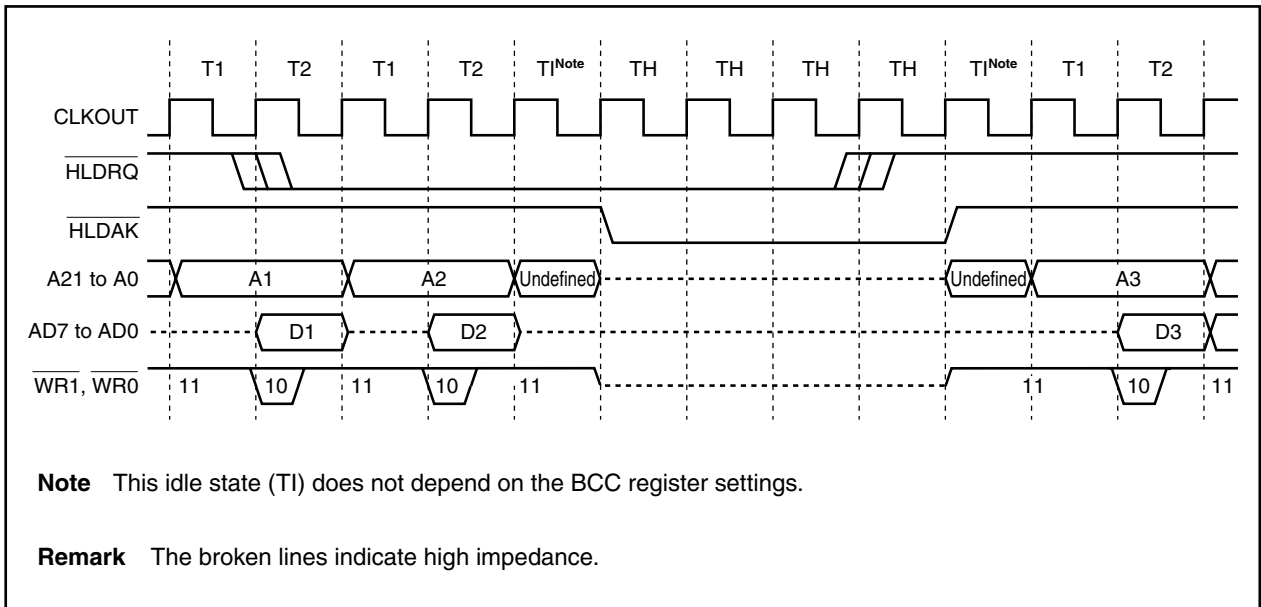 T1 T2 T1 T2 TINote TH TH TH TH TINote T1 T2
CLKOUT
HLDRQ
HLDAK
A21 to A0 A1 A2 Undefined Undefined A3
AD7 to AD0 D1 D2 D3
WR1, WR0 11 10 11 10 11 11 10 11
Note This idle state (TI) does not depend on the BCC register settings.
Remark The broken lines indicate high impedance.